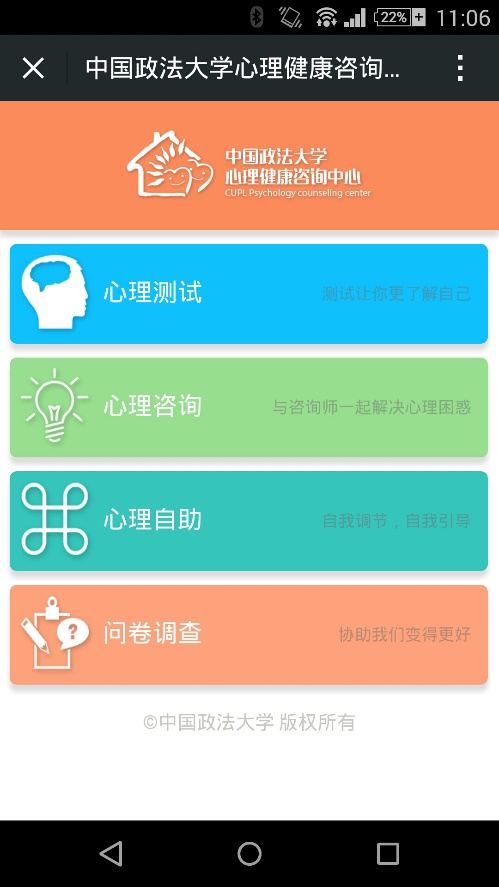 22%
11:06
中国政法大学心理健康咨询...
中国政法大学
心理健康咨询中心
CUPL Psychology counseling center
心理测试
测试让你更了解自己
心理咨询
与咨询师一起解决心理困惑
心理自助
自我调节，自我引导
?
问卷调查
协助我们变得更好
©中国政法大学 版权所有